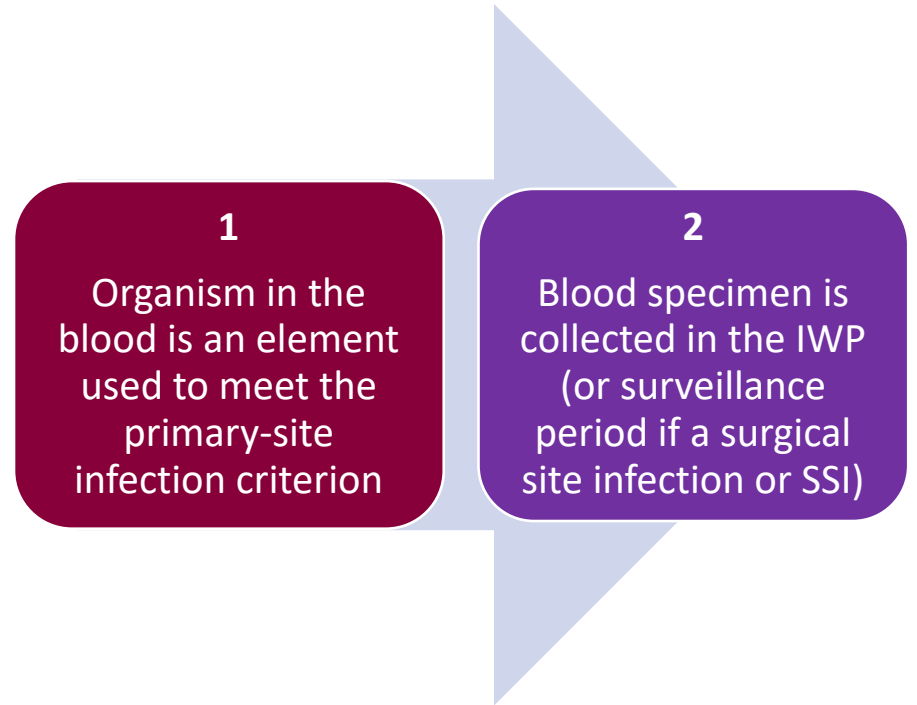 1
Organism in the
blood is an element
used to meet the
primary-site
infection criterion
2
Blood specimen is
collected in the IWP
(or surveillance
period if a surgical
site infection or SSI)